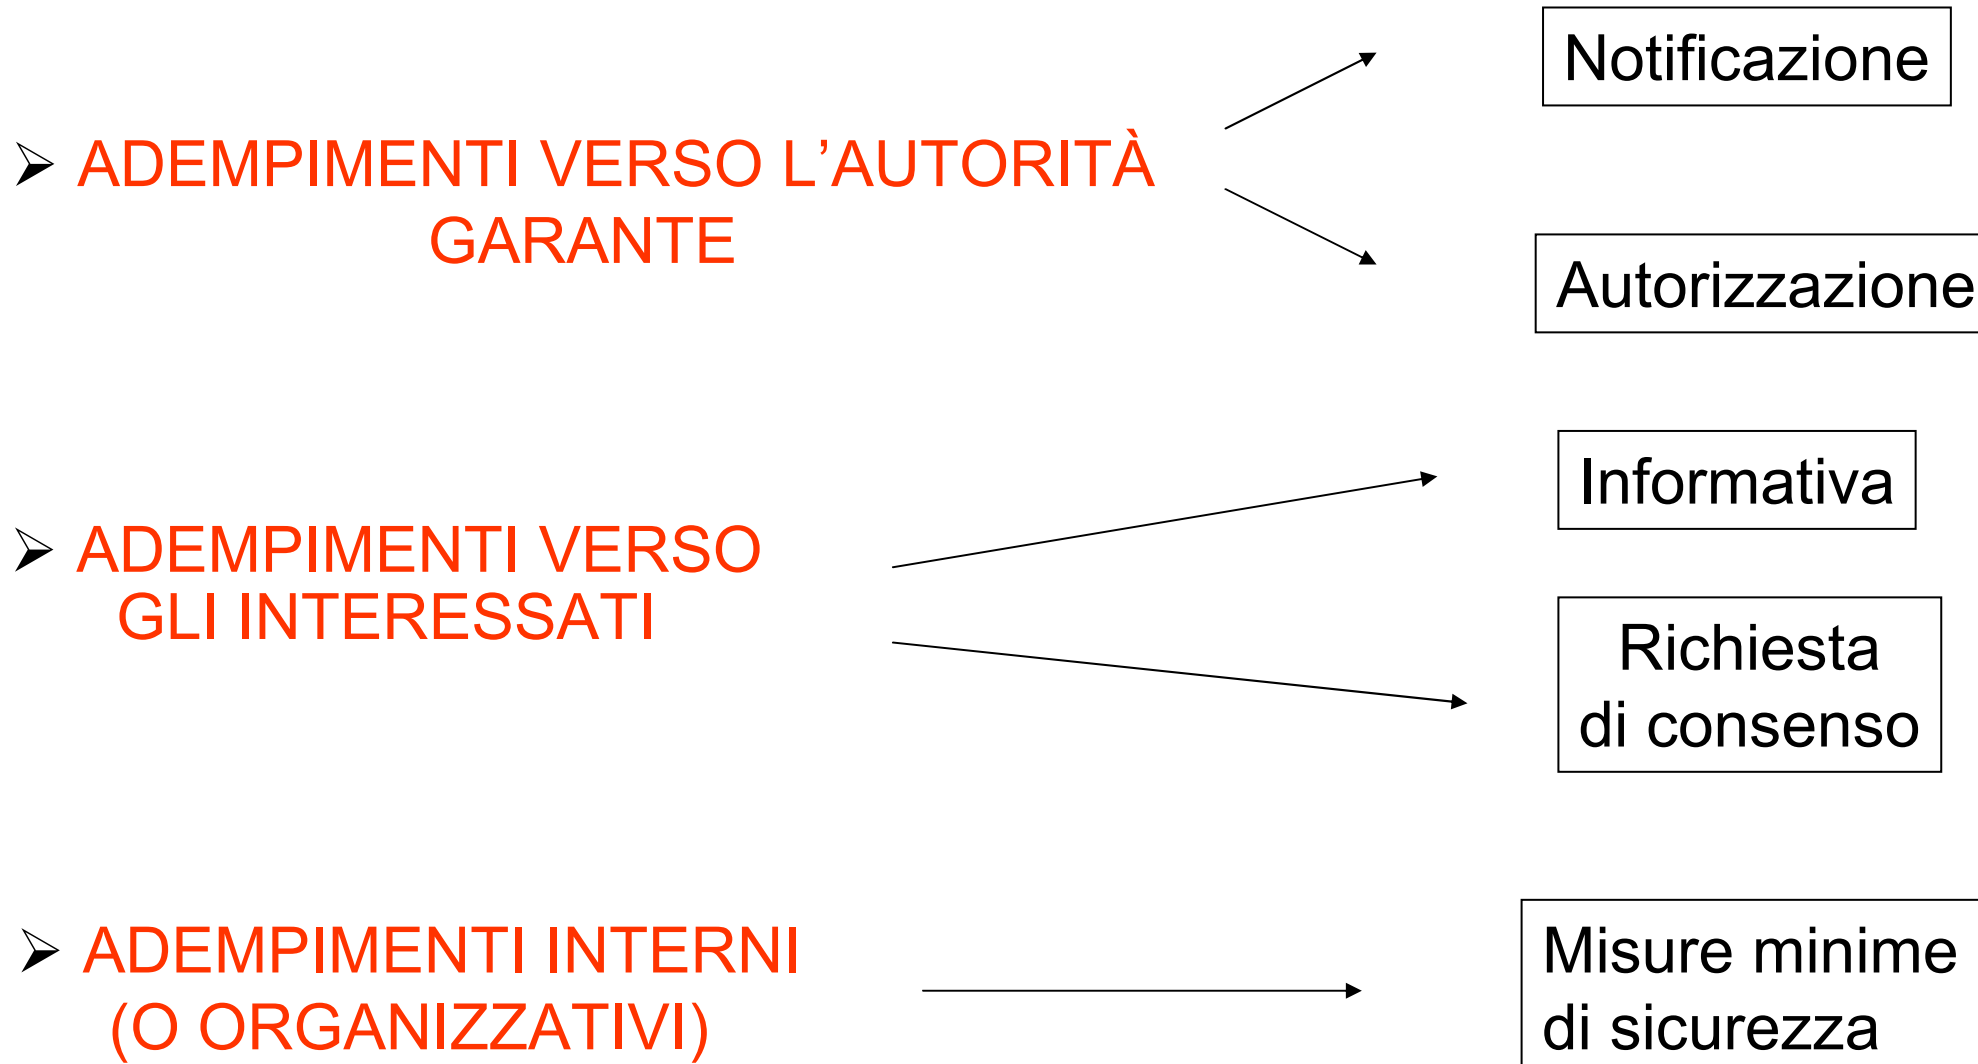 Notificazione
ADEMPIMENTI VERSO L’AUTORITÀ
GARANTE
Autorizzazione
Informativa
ADEMPIMENTI VERSO
GLI INTERESSATI
Richiesta
di consenso
ADEMPIMENTI INTERNI
(O ORGANIZZATIVI)
Misure minime
di sicurezza